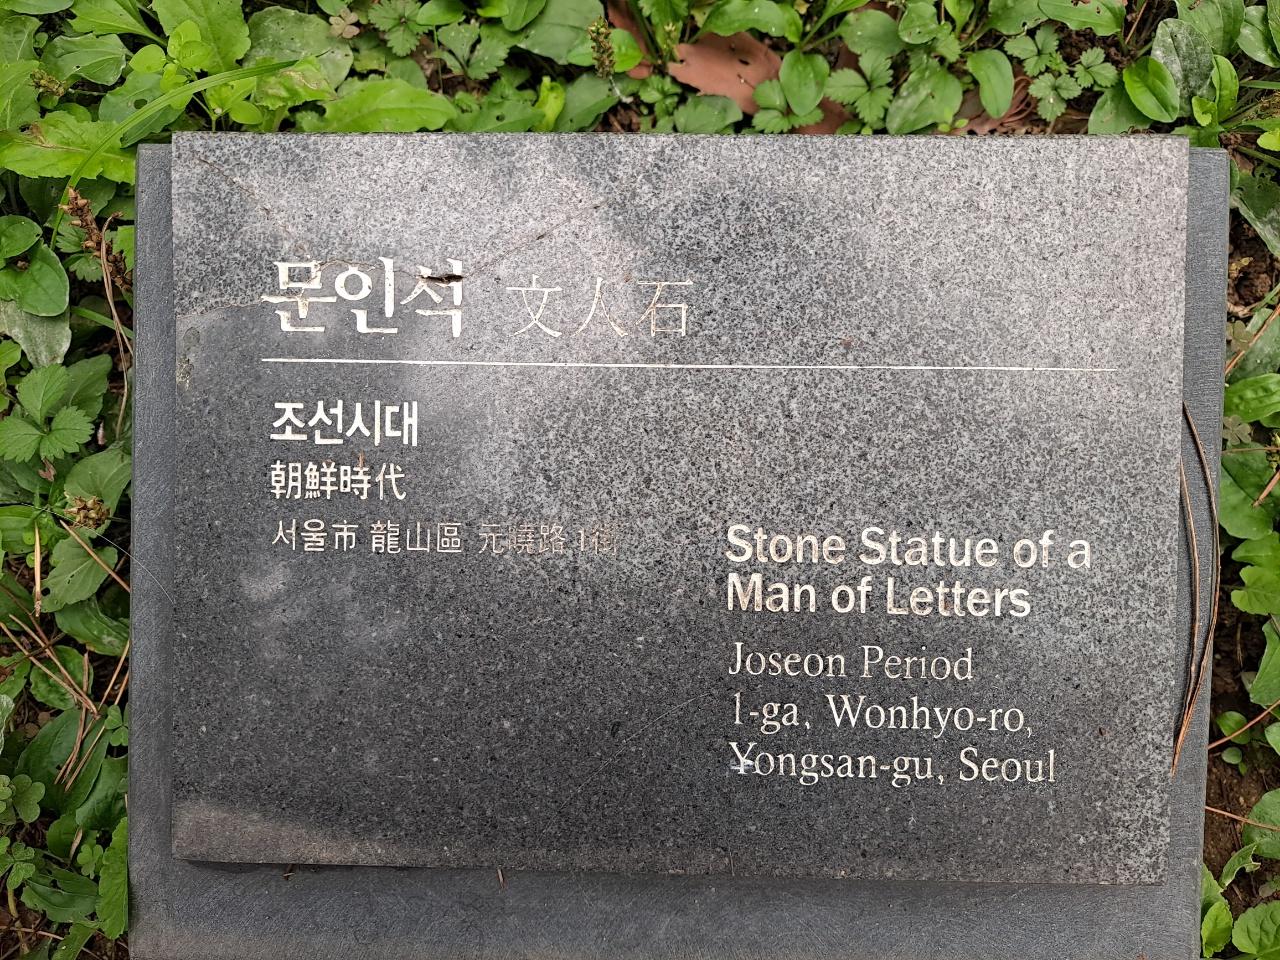 문인석 文人石
조선시대
朝鮮時代
서울市 龍山區 元曉路 1街
Stone Statue of a
Man of Letters
Joseon Period
1-ga, Wonhyo-ro,
Yongsan-gu, Seoul